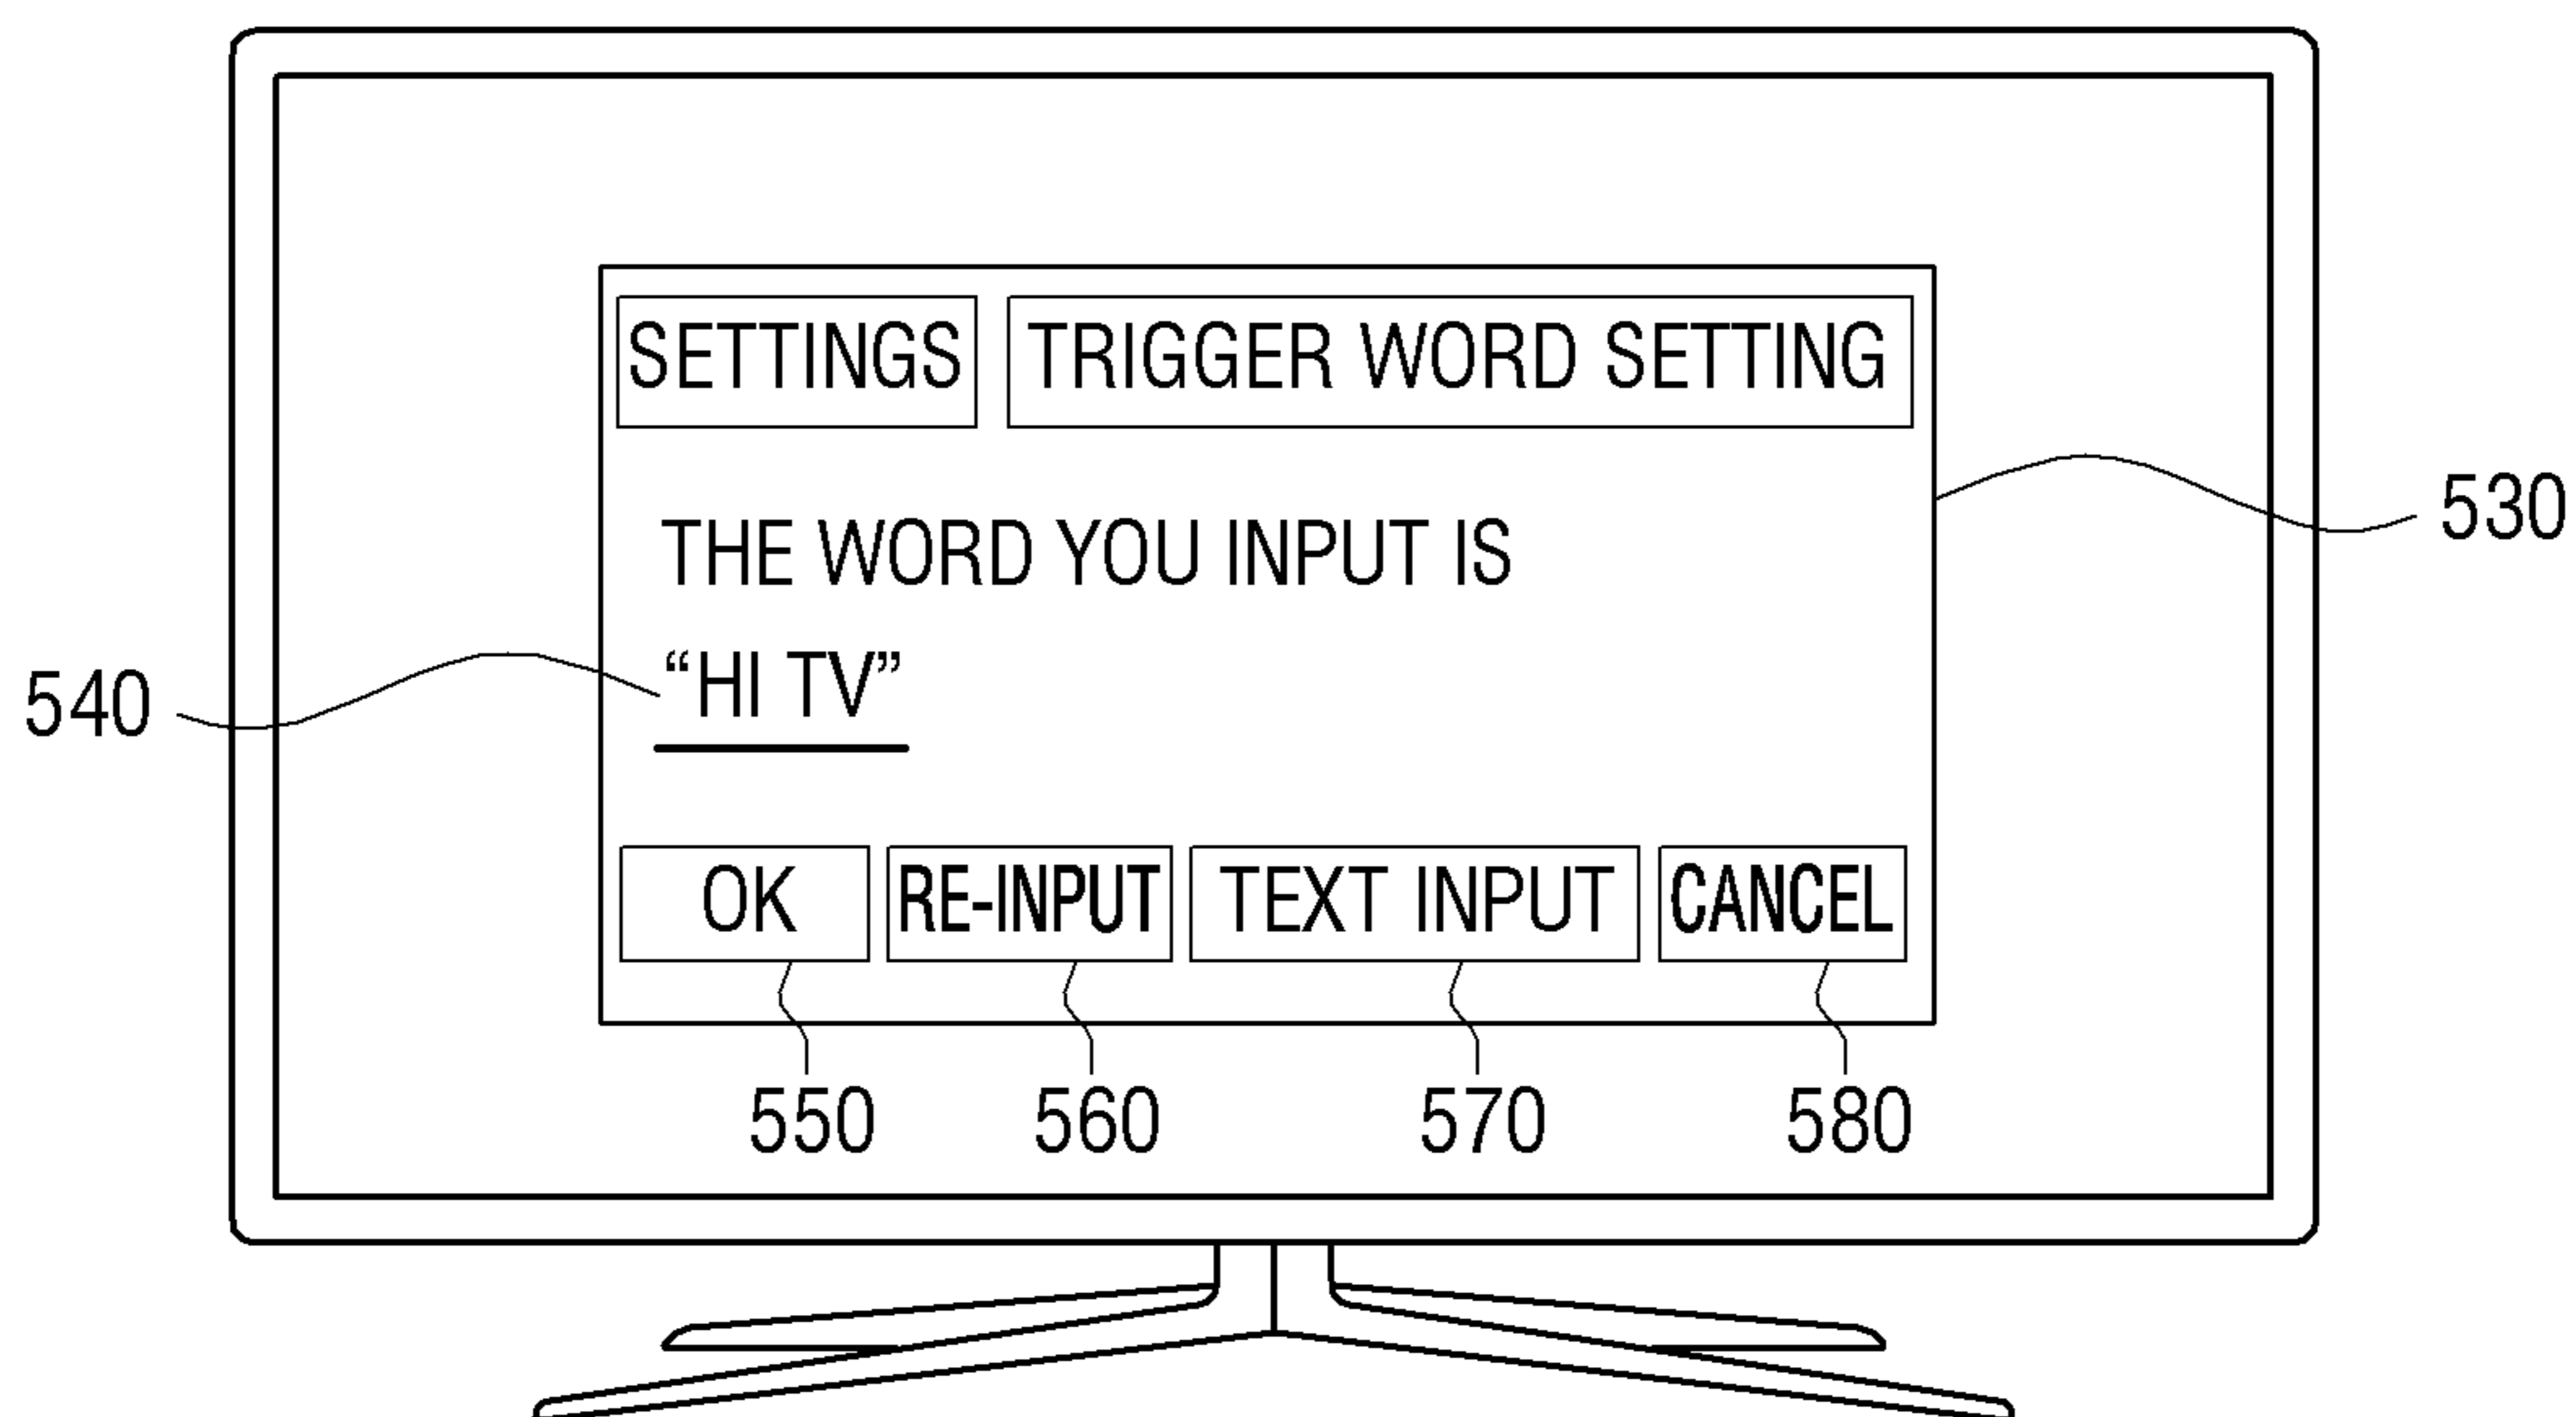 SETTINGS TRIGGER WORD SETTING
530
THE WORD YOU INPUT IS
540 “HI TV”
OK RE-INPUT TEXT INPUT CANCEL
550 560 570 580